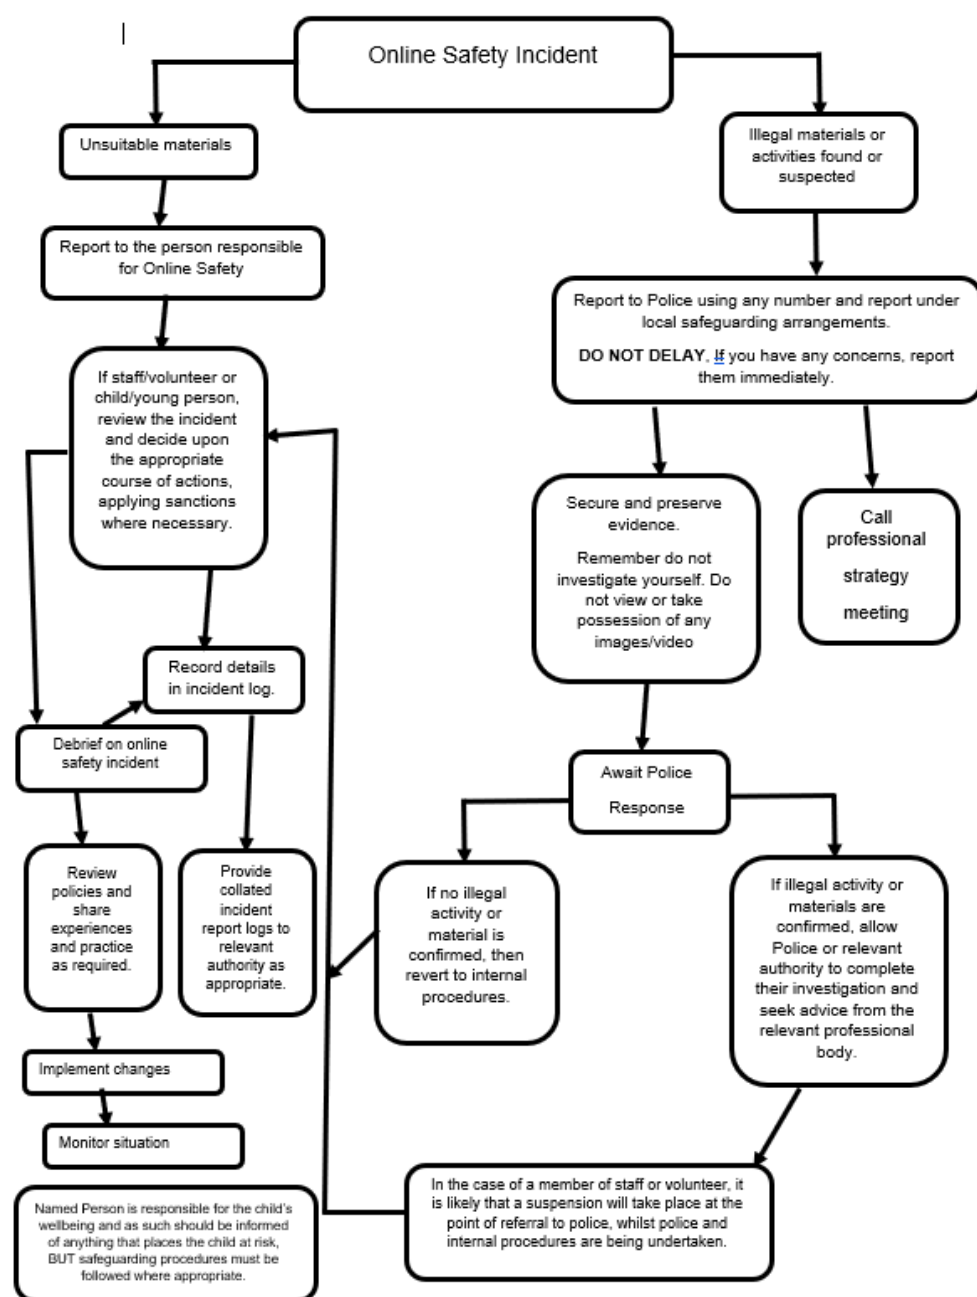 Online Safety Incident
Unsuitable materials
Illegal materials or
activities found or
suspected
Report to the person responsible
for Online Safety
Report to Police using any number and report under
local safeguarding arrangements.
DO NOT DELAY, If you have any concerns, report
them immediately.
If staff/volunteer or
child/young person,
review the incident
and decide upon
the appropriate
course of actions,
applying sanctions
where necessary.
Secure and preserve
evidence.
Remember do not
investigate yourself. Do
not view or take
possession of any
images/video
Call
professional
strategy
meeting
Record details
in incident log.
Debrief on online
safety incident
Await Police
Response
Review
policies and
share
experiences
and practice
as required.
Provide
collated
incident
report logs to
relevant
authority as
appropriate.
If no illegal
activity or
material is
confirmed, then
revert to internal
procedures.
If illegal activity or
materials are
confirmed, allow
Police or relevant
authority to complete
their investigation and
seek advice from the
relevant professional
body.
Implement changes
Monitor situation
In the case of a member of staff or volunteer, it
is likely that a suspension will take place at the
point of referral to police, whilst police and
internal procedures are being undertaken.
Named Person is responsible for the child's
wellbeing and as such should be informed
of anything that places the child at risk,
BUT safeguarding procedures must be
followed where appropriate.